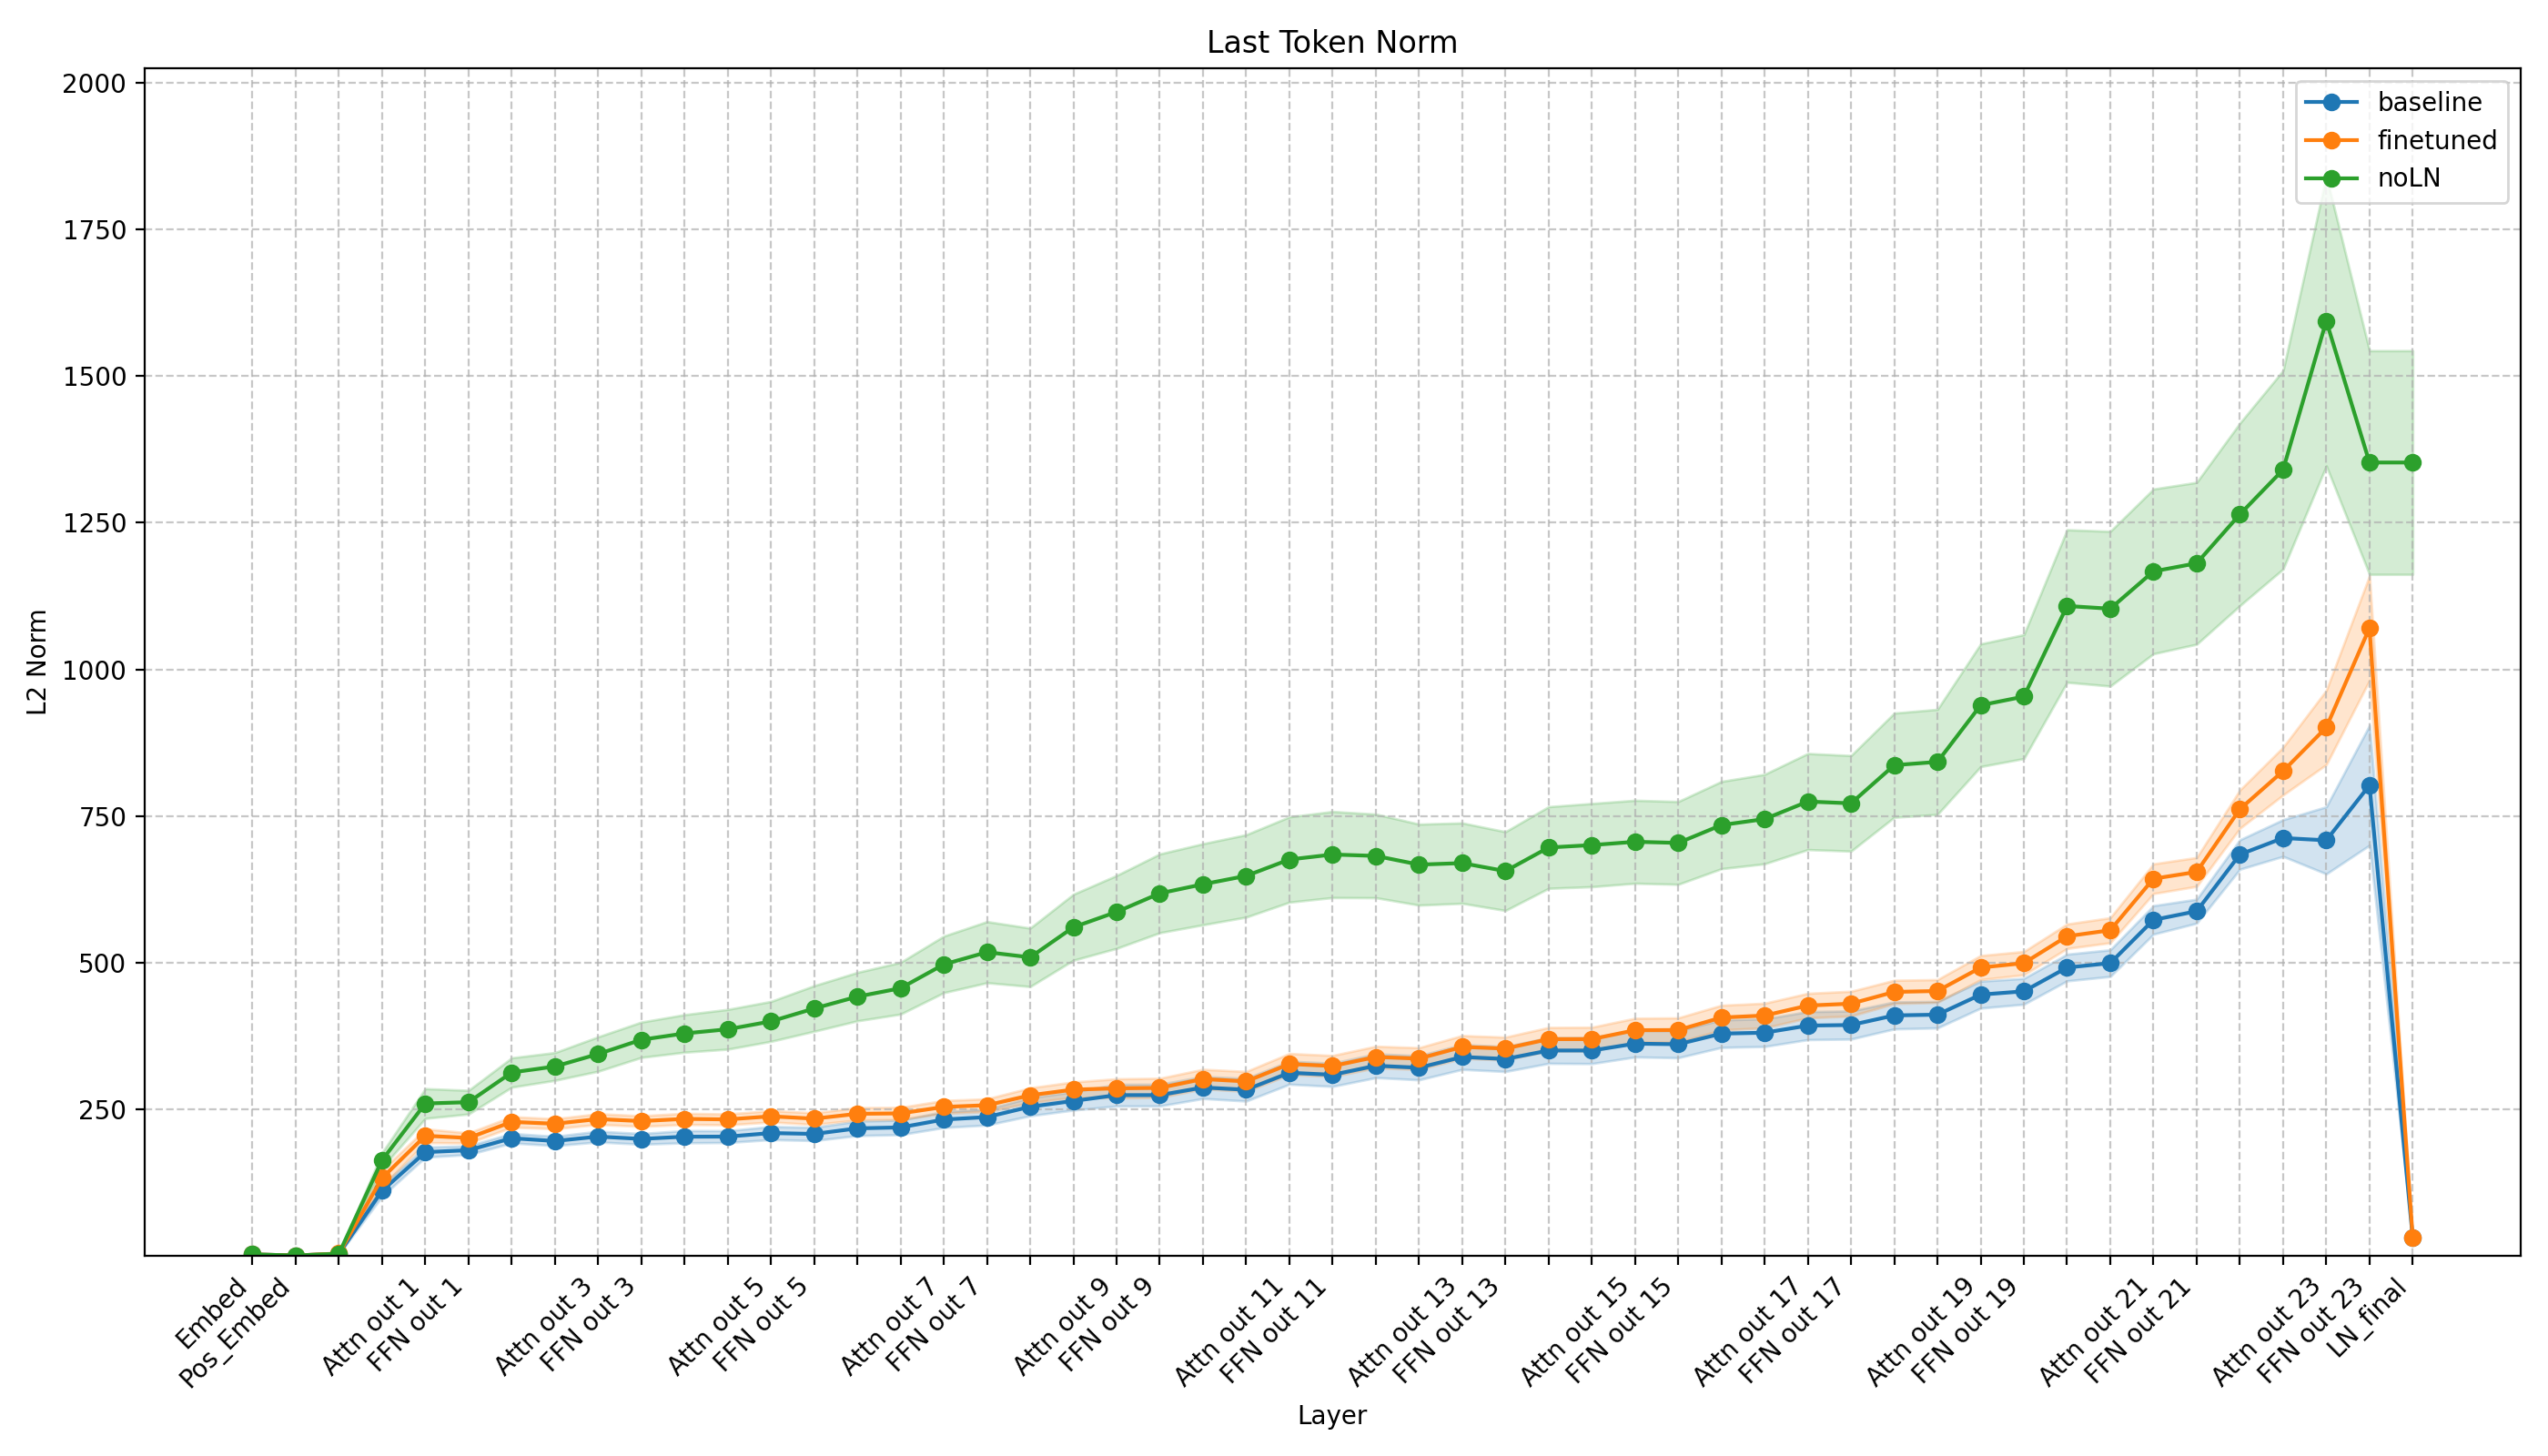 Last Token Norm
2000
1750
1500
1250
1000
750
500
250
L2 Norm
baseline
finetuned
noLN
Embed
Pos_Embed
Attn out 1
FFN out 1
Attn out 3
FFN out 3
Attn out 5
FFN out 5
Attn out 7
FFN out 7
Attn out 9
FFN out 9
Attn out 11
FFN out 11
Attn out 13
FFN out 13
Attn out 15
FFN out 15
Attn out 17
FFN out 17
Attn out 19
FFN out 19
Attn out 21
FFN out 21
Attn out 23
FFN out 23
LN_final
Layer